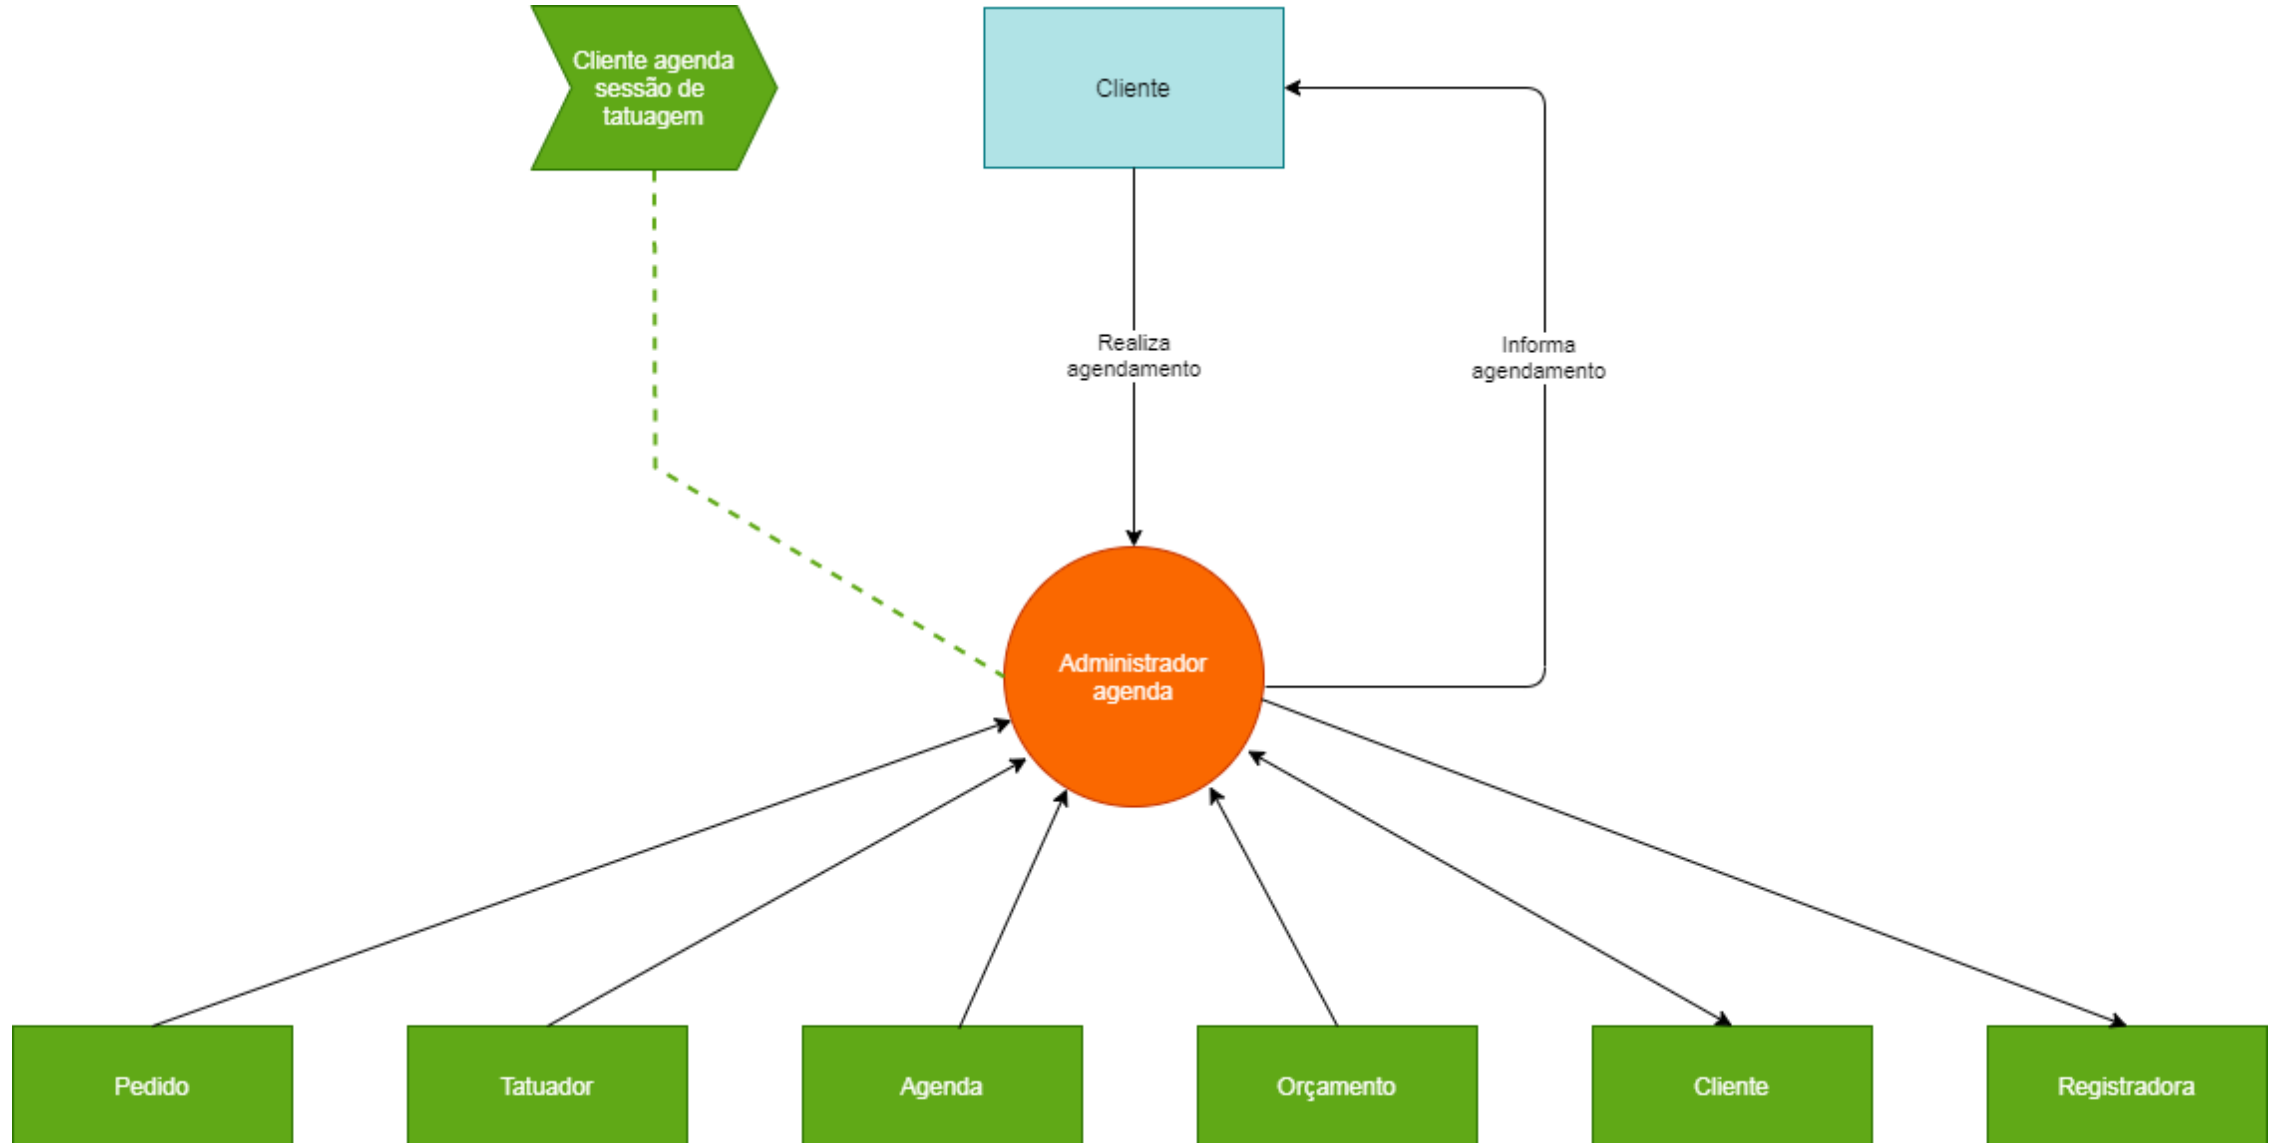 Cliente agenda
sessão de
tatuagem
Cliente
Realiza
agendamento
Informa
agendamento
Administrador
agenda
Pedido
Tatuador
Agenda
Orçamento
Cliente
Registradora